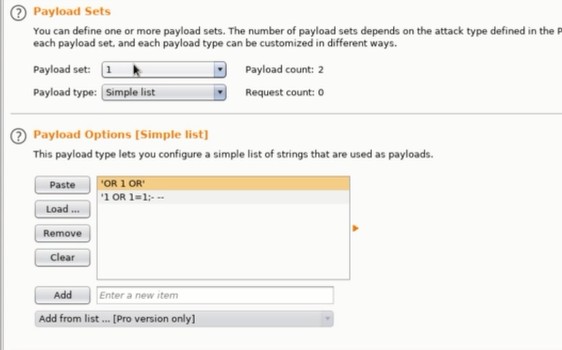 Payload Sets
You can define one or more payload sets. The number of payload sets depends on the attack type defined in the P
each payload set, and each payload type can be customized in different ways.
Payload set: 1 Payload count: 2
Payload type: Simple list Request count: 0
Payload Options [Simple list]
This payload type lets you configure a simple list of strings that are used as payloads.
Paste
'OR 1 OR'
'1 OR 1=1;- --
Load ...
Remove
Clear
Add Enter a new item
Add from list ... [Pro version only]